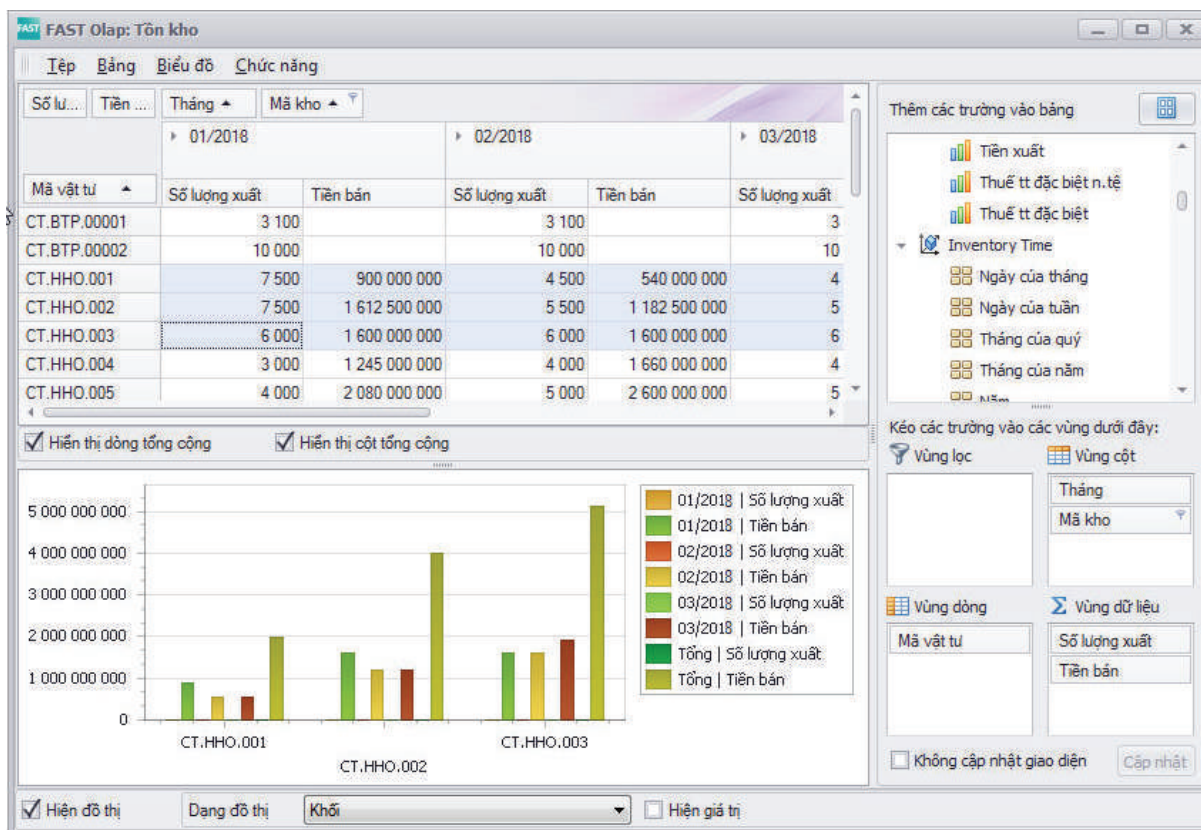 FAST FAST Olap: Tồn kho
Tệp Bảng Biểu đồ Chức năng
Số lư... Tiền ... Tháng Mã kho
01/2018 02/2018 03/2018
Mã vật tư Số lượng xuất Tiền bán Số lượng xuất Tiền bán Số lượng xuất
CT.BTP.00001 3 100 3 100 3
CT.BTP.00002 10 000 10 000 10
CT.HHO.001 7 500 900 000 000 4 500 540 000 000 4
CT.HHO.002 7 500 1 612 500 000 5 500 1 182 500 000 5
CT.HHO.003 6 000 1 600 000 000 6 000 1 600 000 000 6
CT.HHO.004 3 000 1 245 000 000 4 000 1 660 000 000 4
CT.HHO.005 4 000 2 080 000 000 5 000 2 600 000 000 5
Hiển thị dòng tổng cộng Hiển thị cột tổng cộng
5 000 000 000
4 000 000 000
3 000 000 000
2 000 000 000
1 000 000 000
0
CT.HHO.001 CT.HHO.003
CT.HHO.002
01/2018 | Số lượng xuất
01/2018 | Tiền bán
02/2018 | Số lượng xuất
02/2018 | Tiền bán
03/2018 | Số lượng xuất
03/2018 | Tiền bán
Tổng | Số lượng xuất
Tổng | Tiền bán
Hiện đồ thị Dạng đồ thị Khối Hiện giá trị
Thêm các trường vào bảng
Tiền xuất
Thuế tt đặc biệt n.tệ
Thuế tt đặc biệt
Inventory Time
Ngày của tháng
Ngày của tuần
Tháng của quý
Tháng của năm
Năm
Kéo các trường vào các vùng dưới đây:
Vùng lọc Vùng cột
Tháng
Mã kho
Vùng dòng Vùng dữ liệu
Mã vật tư Số lượng xuất
Tiền bán
Không cập nhật giao diện Cập nhật